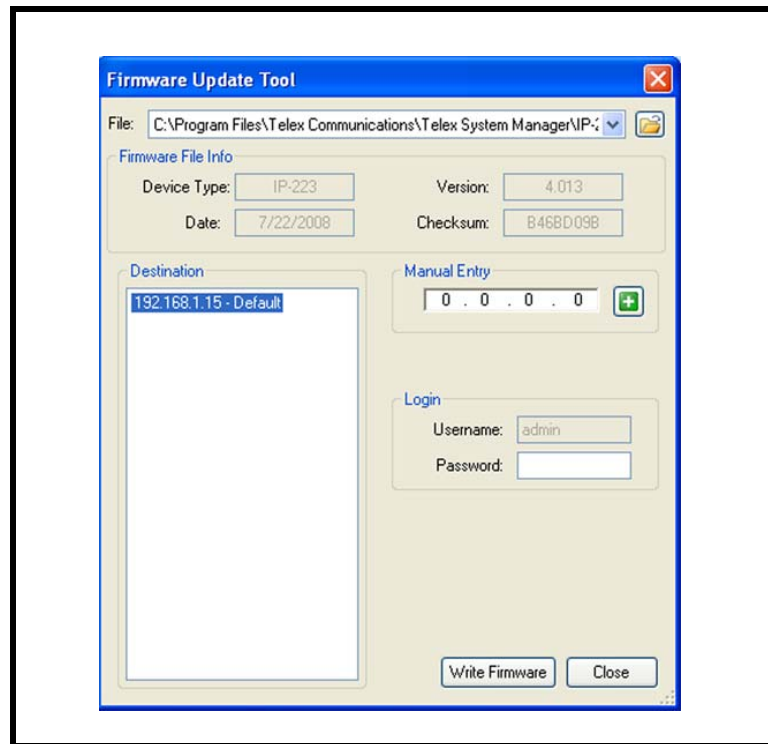 Firmware Update Tool
File: C:\Program Files\Telex Communications\Telex System Manager\IP-2
Firmware File Info
Device Type: IP-223 Version: 4.013
Date: 7/22/2008 Checksum: B46BD09B
Destination
192.168.1.15 - Default
Manual Entry
0 . 0 . 0 . 0
Login
Username: admin
Password:
Write Firmware Close